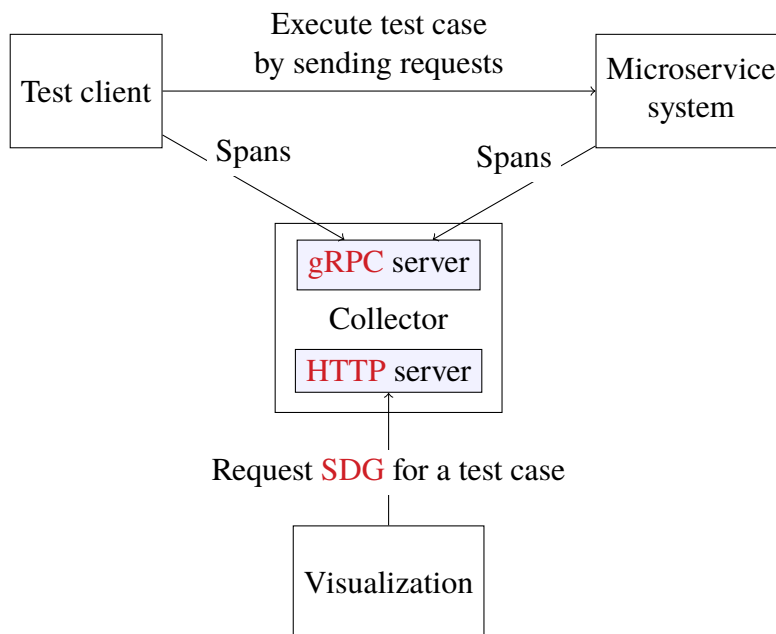 Execute test case
by sending requests
Test client
Microservice
system
Spans
Spans
gRPC server
Collector
HTTP server
Request SDG for a test case
Visualization